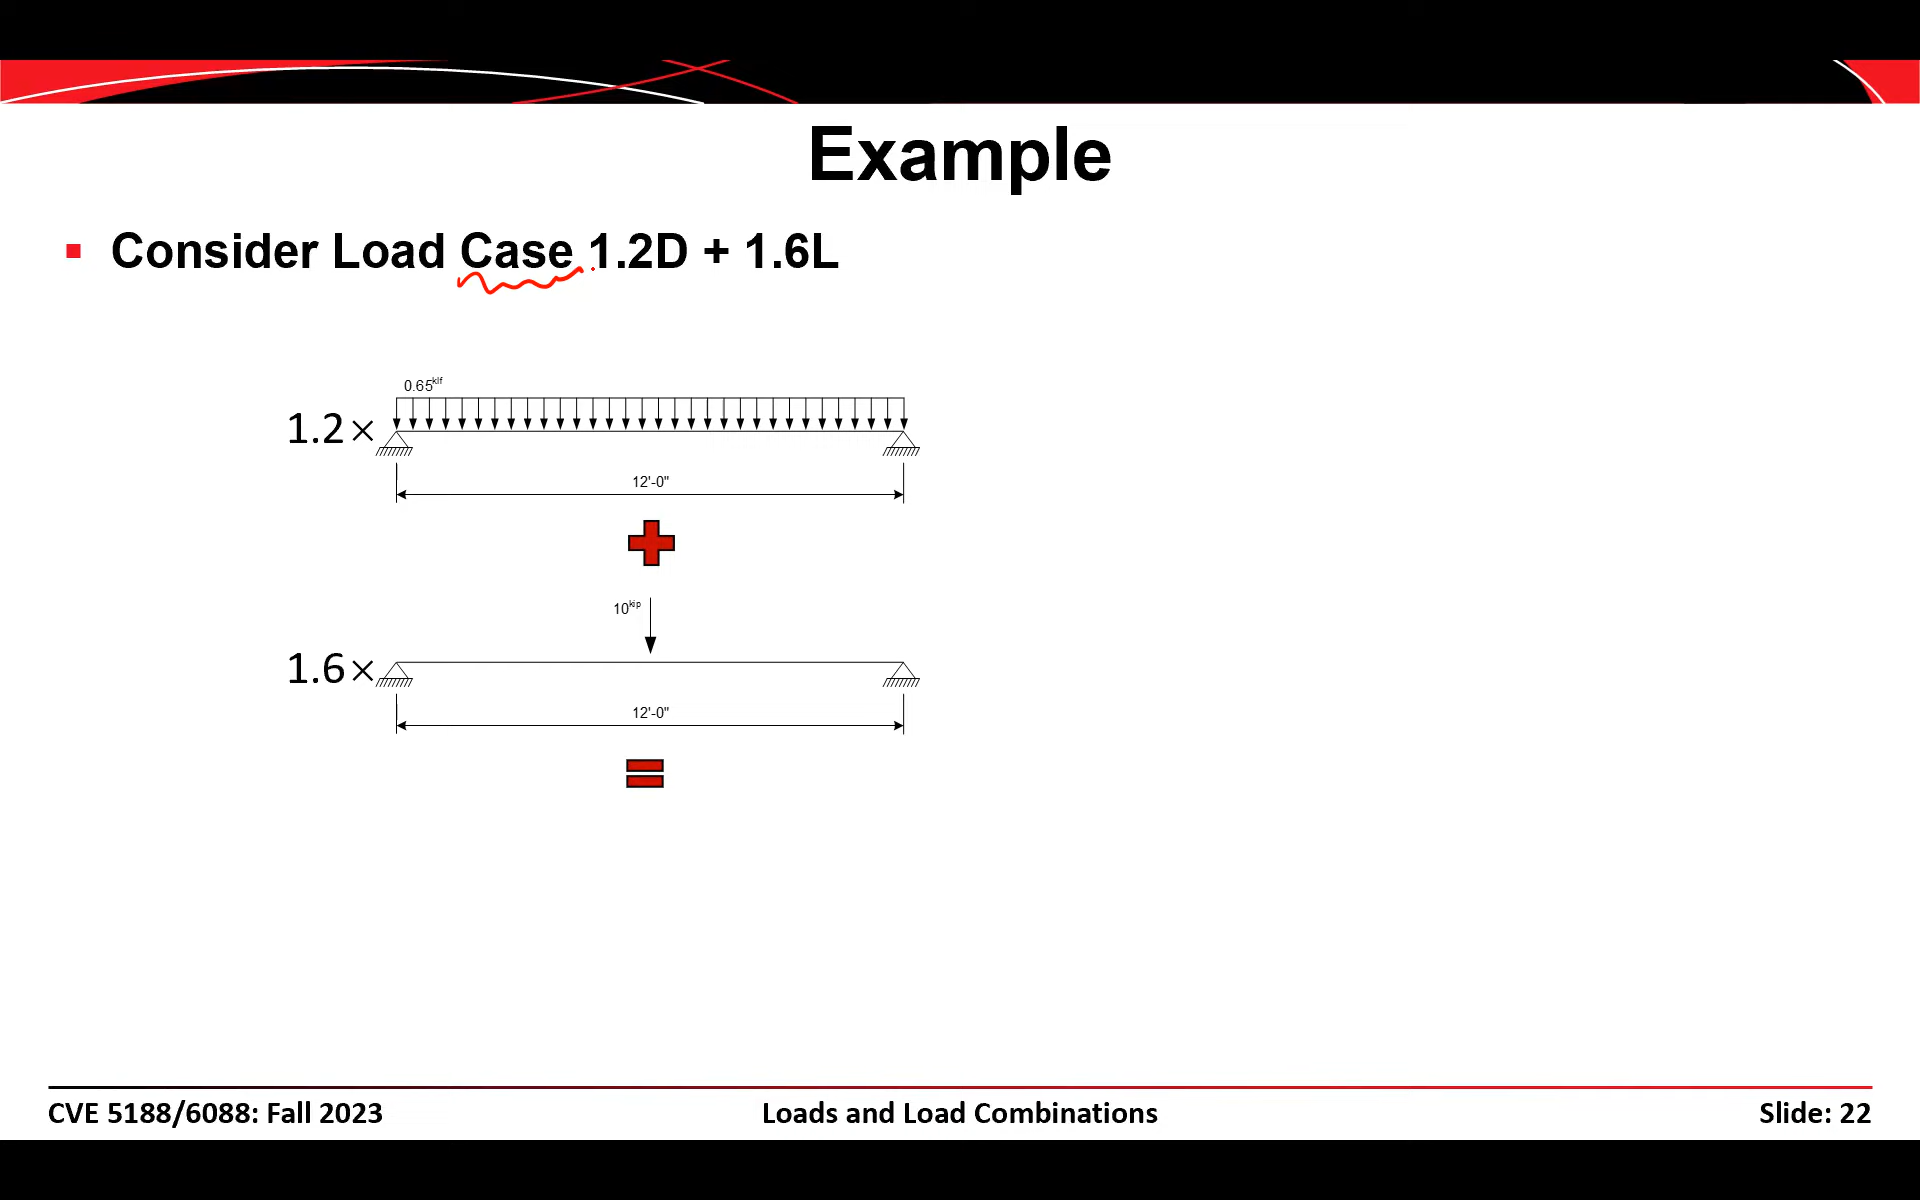 Example
▪ Consider Load Case 1.2D + 1.6L
0.65klf
1.2×
12'-0"
10kip
1.6×
12'-0"
CVE 5188/6088: Fall 2023 Loads and Load Combinations Slide: 22